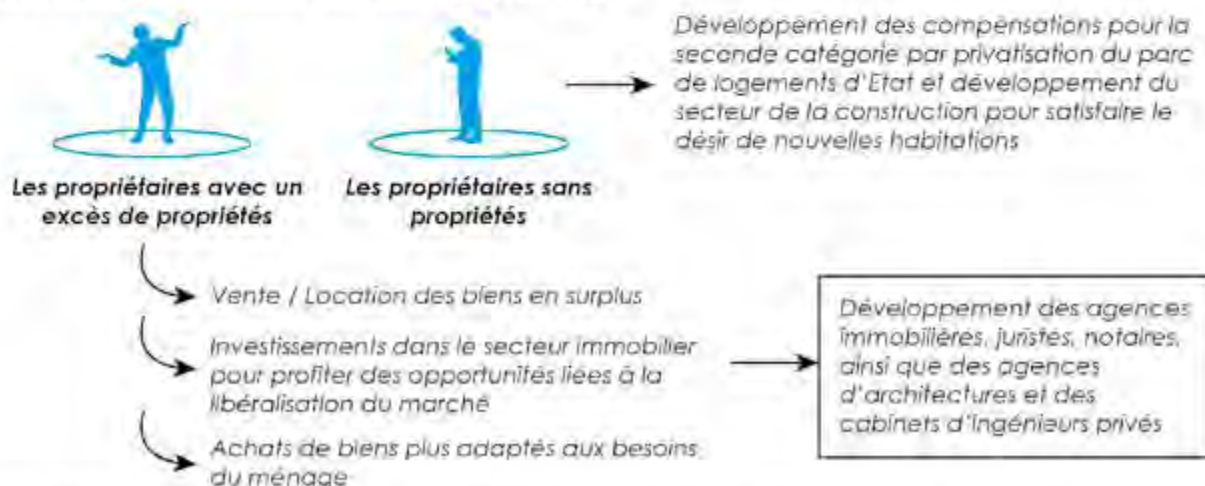 Développement des compensations pour la
seconde catégorie par privatisation du parc
de logements d'Etat et développement du
secteur de la construction pour satisfaire le
désir de nouvelles habitations
Les propriétaires avec un
excès de propriétés
Les propriétaires sans
propriétés
Vente / Location des biens en surplus
Investissements dans le secteur immobilier
pour profiter des opportunités liées à la
libéralisation du marché
Achats de biens plus adaptés aux besoins
du ménage
Développement des agences
immobilières, juristes, notaires,
ainsi que des agences
d'architectures et des
cabinets d'ingénieurs privés